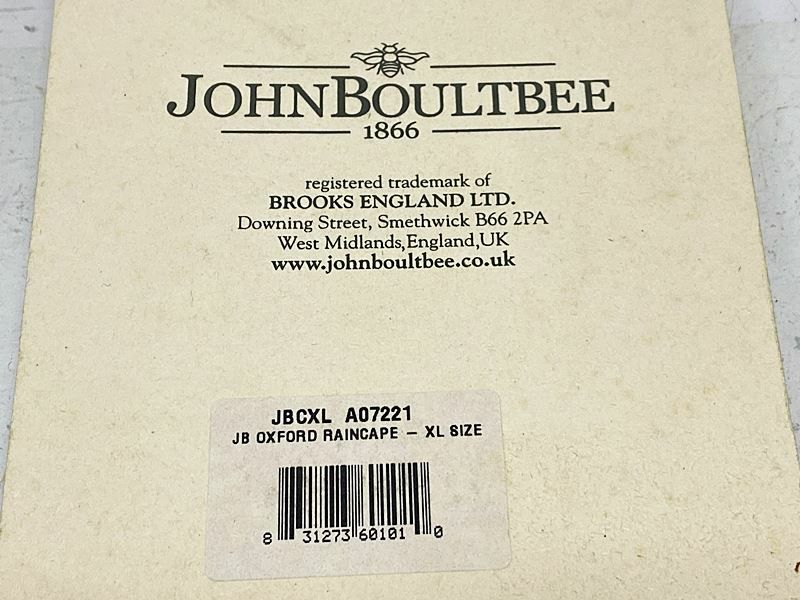 JOHNBOULTBEE
1866
registered trademark of
BROOKS ENGLAND LTD.
Downing Street, Smethwick B66 2PA
West Midlands,England,UK
www.johnboultbee.co.uk
JBCXL A07221
JB OXFORD RAINCAPE – XL SIZE
8 31273 60101 0